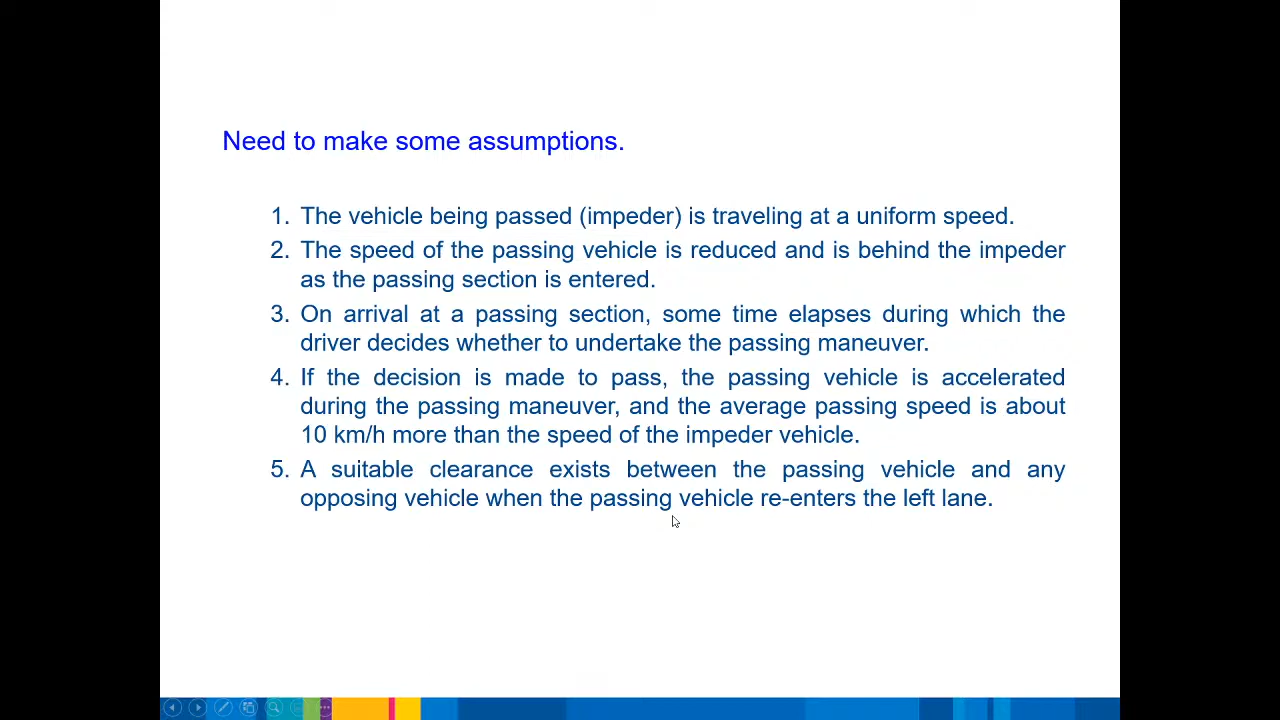 Need to make some assumptions.
1. The vehicle being passed (impeder) is traveling at a uniform speed.
2. The speed of the passing vehicle is reduced and is behind the impeder
as the passing section is entered.
3. On arrival at a passing section, some time elapses during which the
driver decides whether to undertake the passing maneuver.
4. If the decision is made to pass, the passing vehicle is accelerated
during the passing maneuver, and the average passing speed is about
10 km/h more than the speed of the impeder vehicle.
5. A suitable clearance exists between the passing vehicle and any
opposing vehicle when the passing vehicle re-enters the left lane.